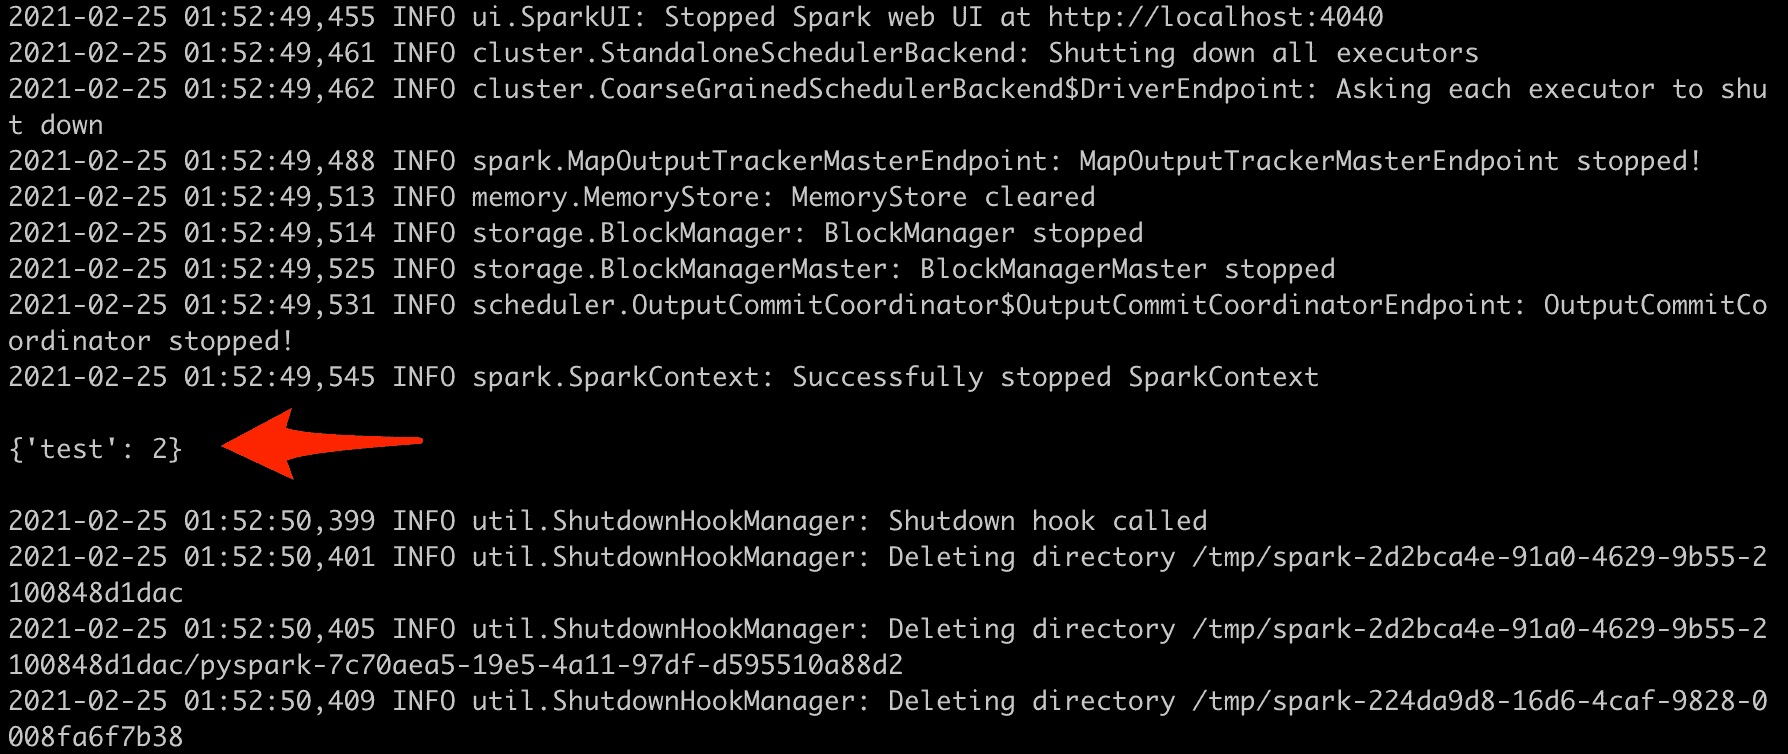 2021-02-25 01:52:49,455 INFO ui.SparkUI: Stopped Spark web UI at http://localhost:4040
2021-02-25 01:52:49,461 INFO cluster.StandaloneSchedulerBackend: Shutting down all executors
2021-02-25 01:52:49,462 INFO cluster.CoarseGrainedSchedulerBackend$DriverEndpoint: Asking each executor to shu
t down
2021-02-25 01:52:49,488 INFO spark.MapOutputTrackerMasterEndpoint: MapOutputTrackerMasterEndpoint stopped!
2021-02-25 01:52:49,513 INFO memory.MemoryStore: MemoryStore cleared
2021-02-25 01:52:49,514 INFO storage.BlockManager: BlockManager stopped
2021-02-25 01:52:49,525 INFO storage.BlockManagerMaster: BlockManagerMaster stopped
2021-02-25 01:52:49,531 INFO scheduler.OutputCommitCoordinator$OutputCommitCoordinatorEndpoint: OutputCommitCo
ordinator stopped!
2021-02-25 01:52:49,545 INFO spark.SparkContext: Successfully stopped SparkContext
{'test': 2}
2021-02-25 01:52:50,399 INFO util.ShutdownHookManager: Shutdown hook called
2021-02-25 01:52:50,401 INFO util.ShutdownHookManager: Deleting directory /tmp/spark-2d2bca4e-91a0-4629-9b55-2
100848d1dac
2021-02-25 01:52:50,405 INFO util.ShutdownHookManager: Deleting directory /tmp/spark-2d2bca4e-91a0-4629-9b55-2
100848d1dac/pyspark-7c70aea5-19e5-4a11-97df-d595510a88d2
2021-02-25 01:52:50,409 INFO util.ShutdownHookManager: Deleting directory /tmp/spark-224da9d8-16d6-4caf-9828-0
008fa6f7b38